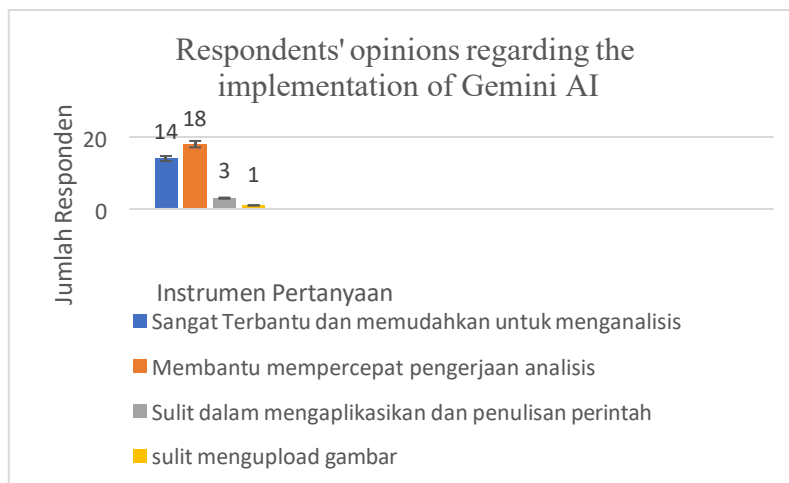 Respondents' opinions regarding the
implementation of Gemini AI
Jumlah Responden
20
0
14
18
3
1
Instrumen Pertanyaan
Sangat Terbantu dan memudahkan untuk menganalisis
Membantu mempercepat pengerjaan analisis
Sulit dalam mengaplikasikan dan penulisan perintah
sulit mengupload gambar